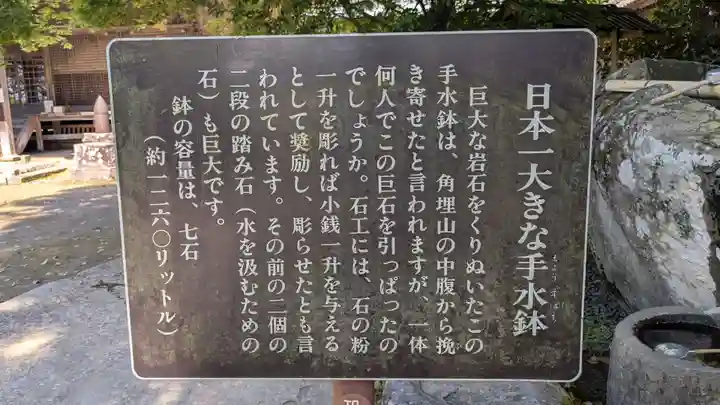 日本一大きな手水鉢
巨大な岩石をくりぬいたこの
手水鉢は、角埋山の中腹から挽
き寄せたと言われますが、一体
何人でこの巨石を引っぱったの
でしょうか。石工には、石の粉
一升を彫れば小銭一升を与える
として奨励し、彫らせたとも言
われています。その前の二個の
二段の踏み石（水を汲むための
石）も巨大です。
鉢の容量は、七石
（約一二六〇リットル）